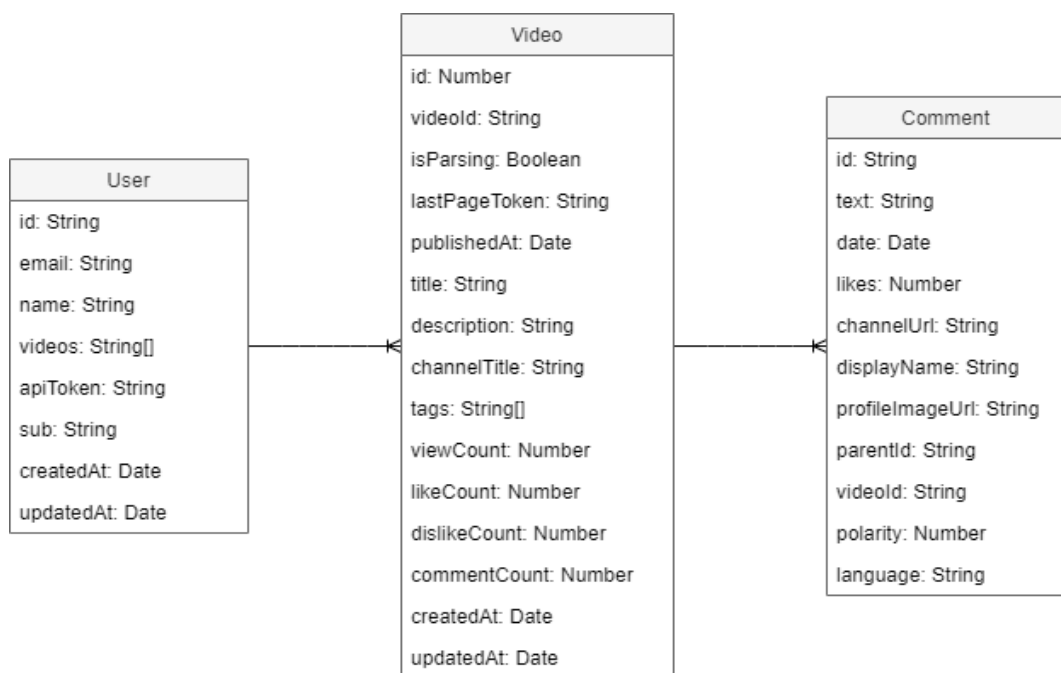 User
id: String
email: String
name: String
videos: String[]
apiToken: String
sub: String
createdAt: Date
updatedAt: Date
Video
id: Number
videoId: String
isParsing: Boolean
lastPageToken: String
publishedAt: Date
title: String
description: String
channelTitle: String
tags: String[]
viewCount: Number
likeCount: Number
dislikeCount: Number
commentCount: Number
createdAt: Date
updatedAt: Date
Comment
id: String
text: String
date: Date
likes: Number
channelUrl: String
displayName: String
profileImageUrl: String
parentId: String
videoId: String
polarity: Number
language: String